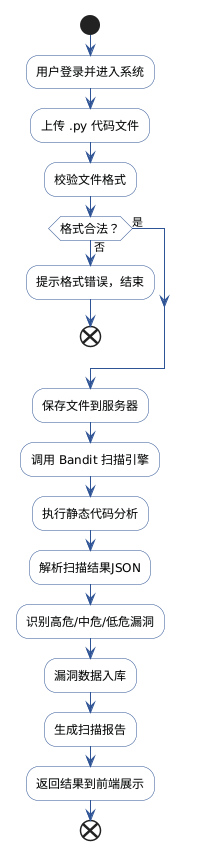 用户登录并进入系统
上传 .py 代码文件
校验文件格式
格式合法？
是
否
提示格式错误，结束
保存文件到服务器
调用 Bandit 扫描引擎
执行静态代码分析
解析扫描结果JSON
识别高危/中危/低危漏洞
漏洞数据入库
生成扫描报告
返回结果到前端展示